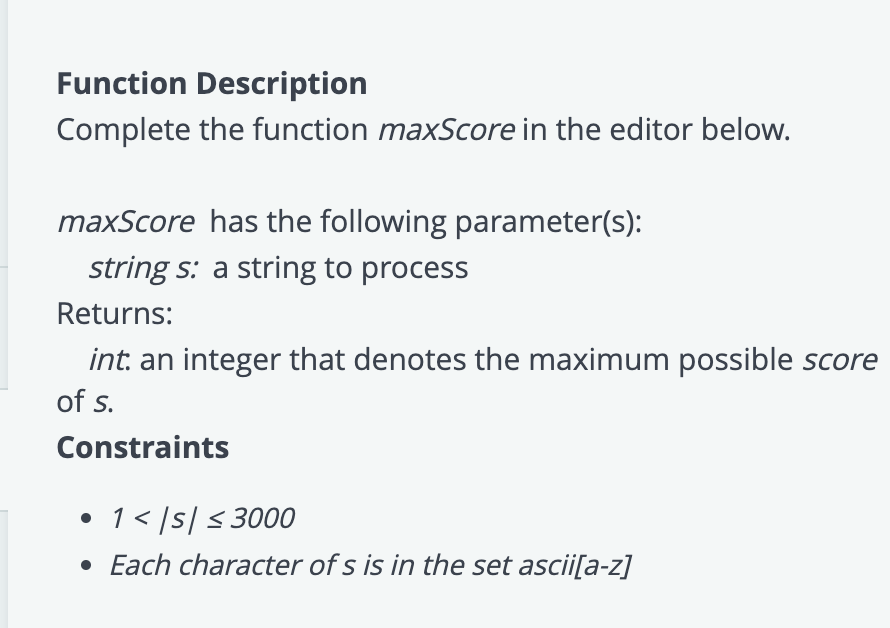 Function Description
Complete the function maxScore in the editor below.
maxScore has the following parameter(s):
string s: a string to process
Returns:
int: an integer that denotes the maximum possible score
of s.
Constraints
• 1 < |s| ≤ 3000
• Each character of s is in the set ascii[a-z]